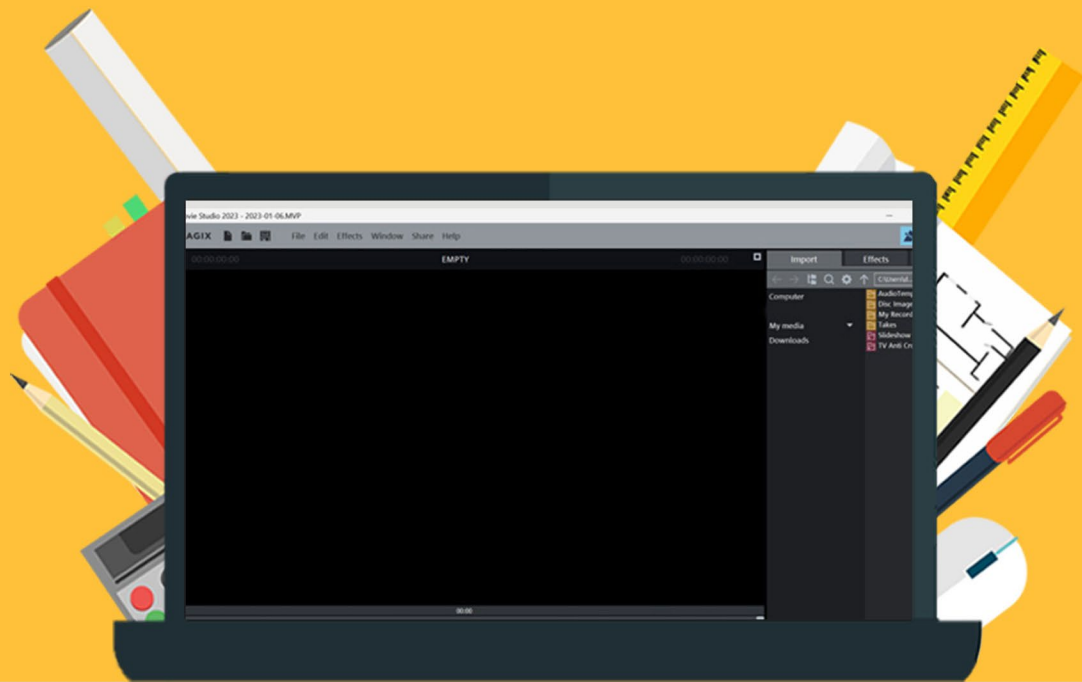 ovie Studio 2023 - 2023-01-06.MVP
AGIX File Edit Effects Window Share Help
00:00:00:00 EMPTY 00:00:00:00
Import Effects
Computer
My media
Downloads
AudioTemp
Disc Image
My Record
Takes
Slideshow
TV Anti Cr
00:00